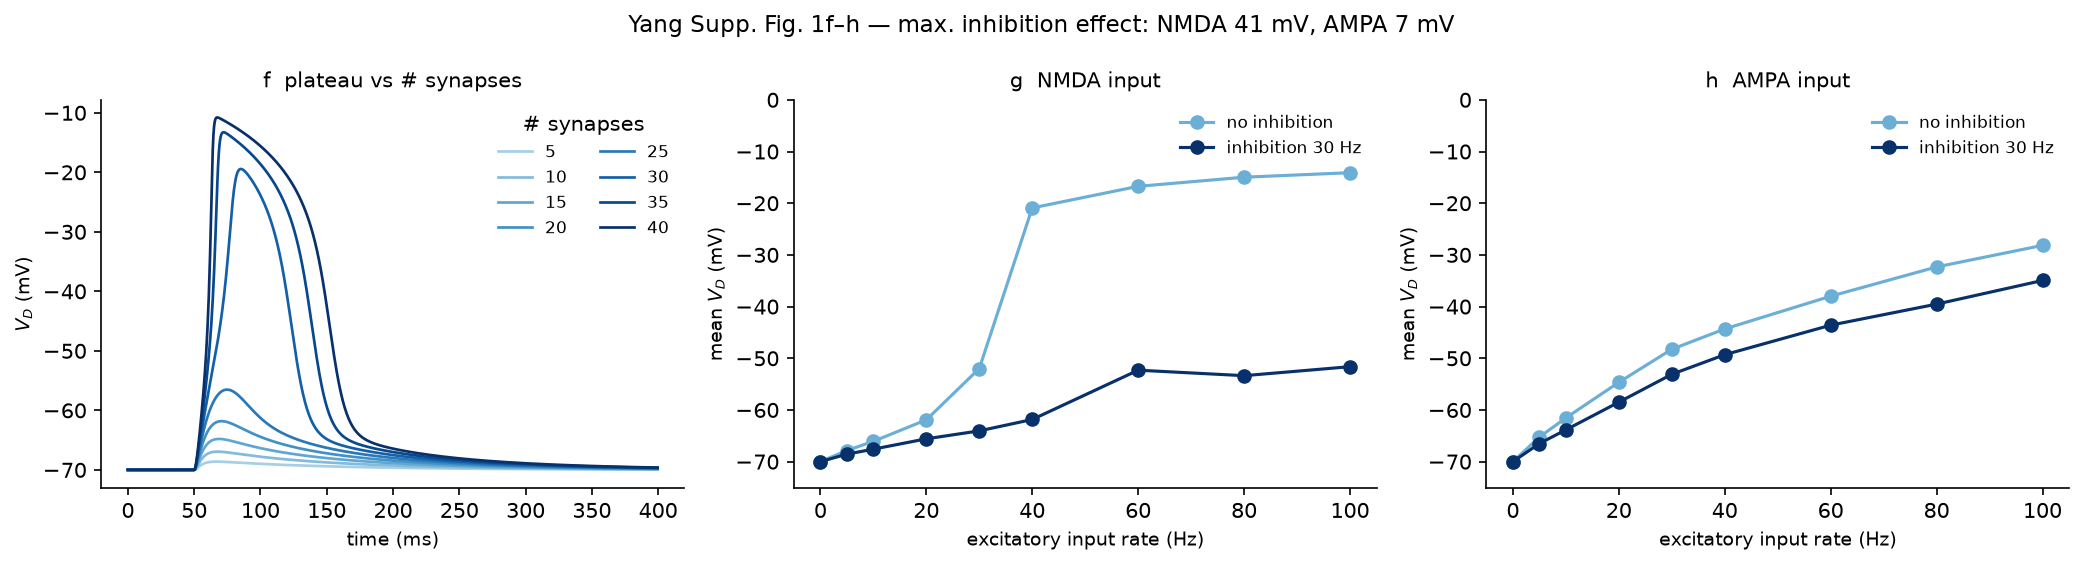 Yang Supp. Fig. 1f–h — max. inhibition effect: NMDA 41 mV, AMPA 7 mV
f plateau vs # synapses
V_D (mV)
−10
−20
−30
−40
−50
−60
−70
# synapses
5 25
10 30
15 35
20 40
0 50 100 150 200 250 300 350 400
time (ms)
g NMDA input
mean V_D (mV)
0
−10
−20
−30
−40
−50
−60
−70
no inhibition
inhibition 30 Hz
0 20 40 60 80 100
excitatory input rate (Hz)
h AMPA input
mean V_D (mV)
0
−10
−20
−30
−40
−50
−60
−70
no inhibition
inhibition 30 Hz
0 20 40 60 80 100
excitatory input rate (Hz)